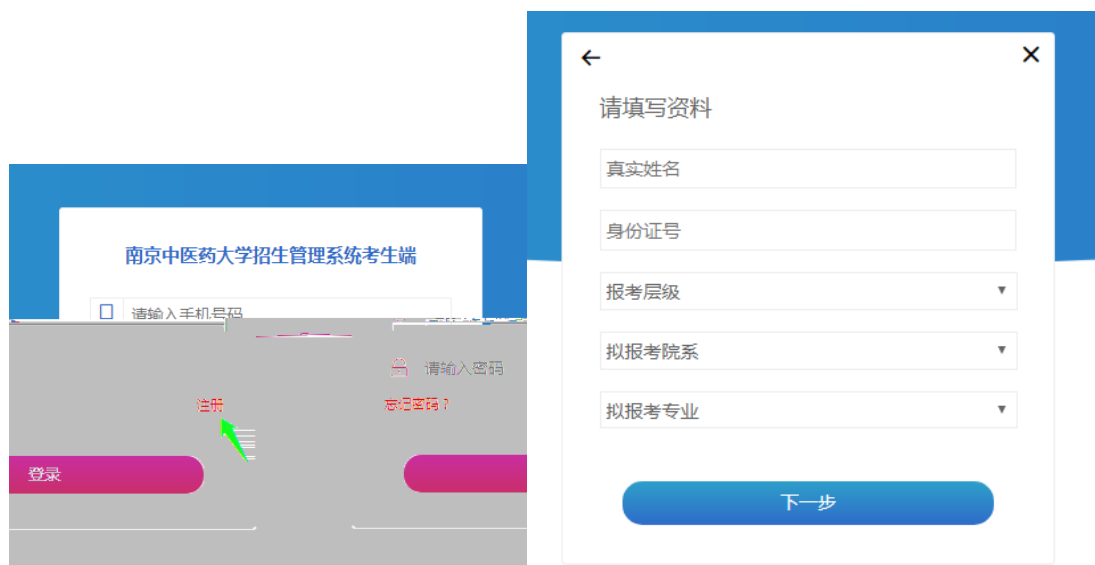 南京中医药大学招生管理系统考生端
请输入手机号码
请输入密码
注册
忘记密码？
登录
请填写资料
真实姓名
身份证号
报考层级
拟报考院系
拟报考专业
下一步